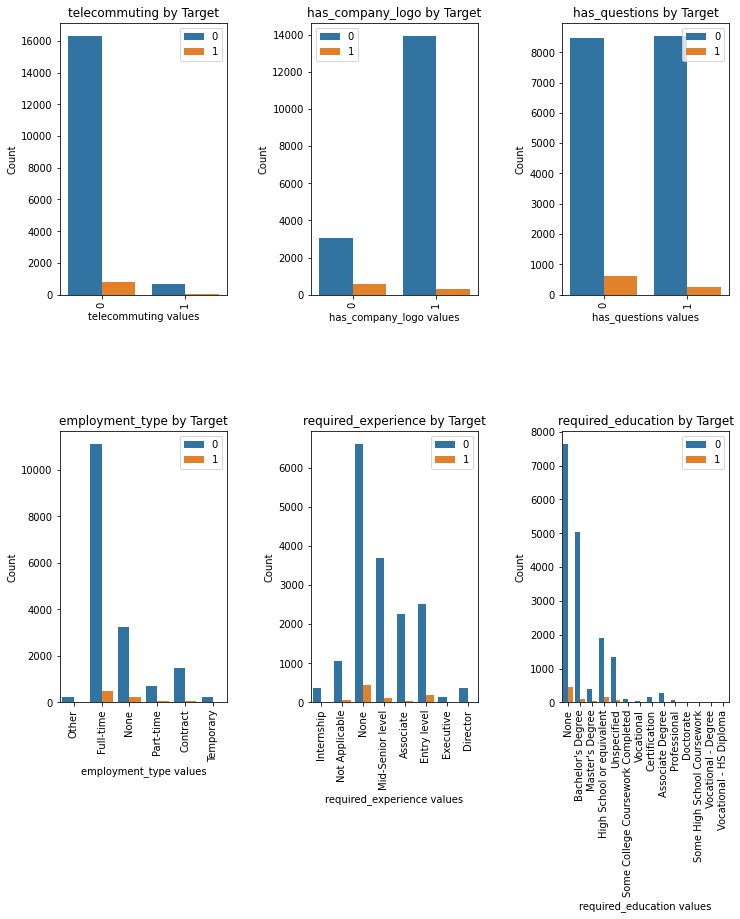 telecommuting by Target
16000
14000
12000
10000
8000
6000
4000
2000
0
Count
0
1
0
1
telecommuting values
has_company_logo by Target
14000
12000
10000
8000
6000
4000
2000
0
Count
0
1
0
1
has_company_logo values
has_questions by Target
8000
7000
6000
5000
4000
3000
2000
1000
0
Count
0
1
0
1
has_questions values
employment_type by Target
10000
8000
6000
4000
2000
0
Count
0
1
Other
Full-time
None
Part-time
Contract
Temporary
employment_type values
required_experience by Target
6000
5000
4000
3000
2000
1000
0
Count
0
1
Internship
Not Applicable
None
Mid-Senior level
Associate
Entry level
Executive
Director
required_experience values
required_education by Target
8000
7000
6000
5000
4000
3000
2000
1000
0
Count
0
1
None
Bachelor's Degree
Master's Degree
High School or equivalent
Unspecified
Some College Coursework Completed
Vocational
Certification
Associate Degree
Professional
Doctorate
Some High School Coursework
Vocational - Degree
Vocational - HS Diploma
required_education values